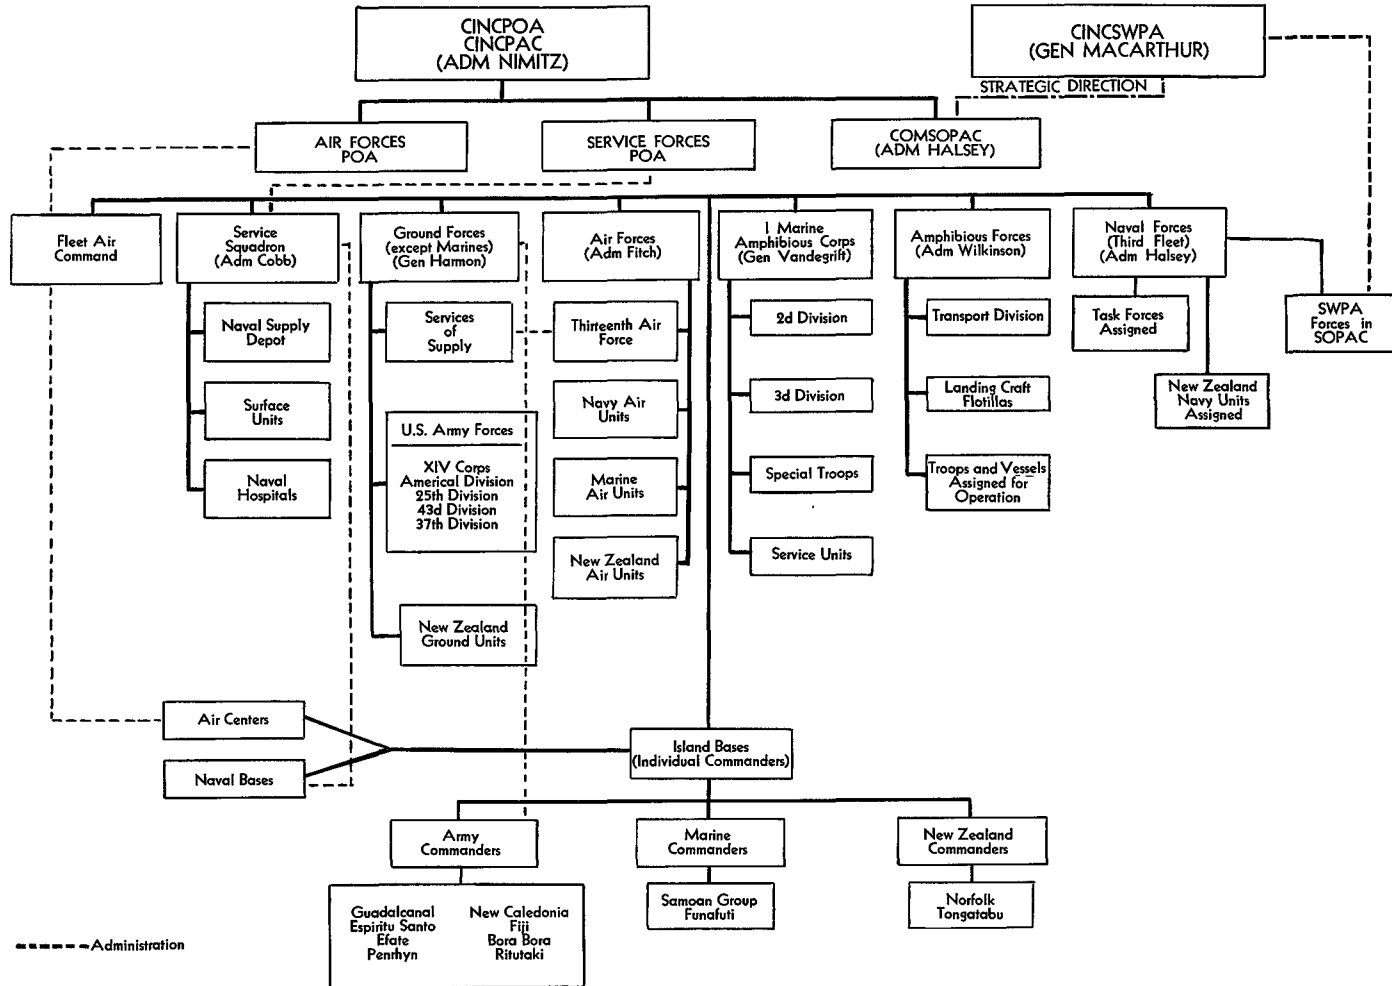 CINCPOA
CINCPAC
(ADM NIMITZ)
CINCSWPA
(GEN MACARTHUR)
STRATEGIC DIRECTION
AIR FORCES
POA
SERVICE FORCES
POA
COMSOPAC
(ADM HALSEY)
Fleet Air
Command
Service
Squadron
(Adm Cobb)
Ground Forces
(except Marines)
(Gen Harmon)
Air Forces
(Adm Fitch)
I Marine
Amphibious Corps
(Gen Vandegrift)
Amphibious Forces
(Adm Wilkinson)
Naval Forces
(Third Fleet)
(Adm Halsey)
Naval Supply
Depot
Services
of
Supply
Thirteenth Air
Force
2d Division
Transport Division
Task Forces
Assigned
SWPA
Forces in
SOPAC
Surface
Units
Navy Air
Units
3d Division
Landing Craft
Flotillas
New Zealand
Navy Units
Assigned
U.S. Army Forces
XIV Corps
Americal Division
25th Division
43d Division
37th Division
Naval
Hospitals
Marine
Air Units
Special Troops
Troops and Vessels
Assigned for
Operation
New Zealand
Air Units
Service Units
New Zealand
Ground Units
Air Centers
Naval Bases
Island Bases
(Individual Commanders)
Army
Commanders
Marine
Commanders
New Zealand
Commanders
Guadalcanal
Espiritu Santo
Efate
Penrhyn
New Caledonia
Fiji
Bora Bora
Ritutaki
Samoan Group
Funafuti
Norfolk
Tongatabu
Administration